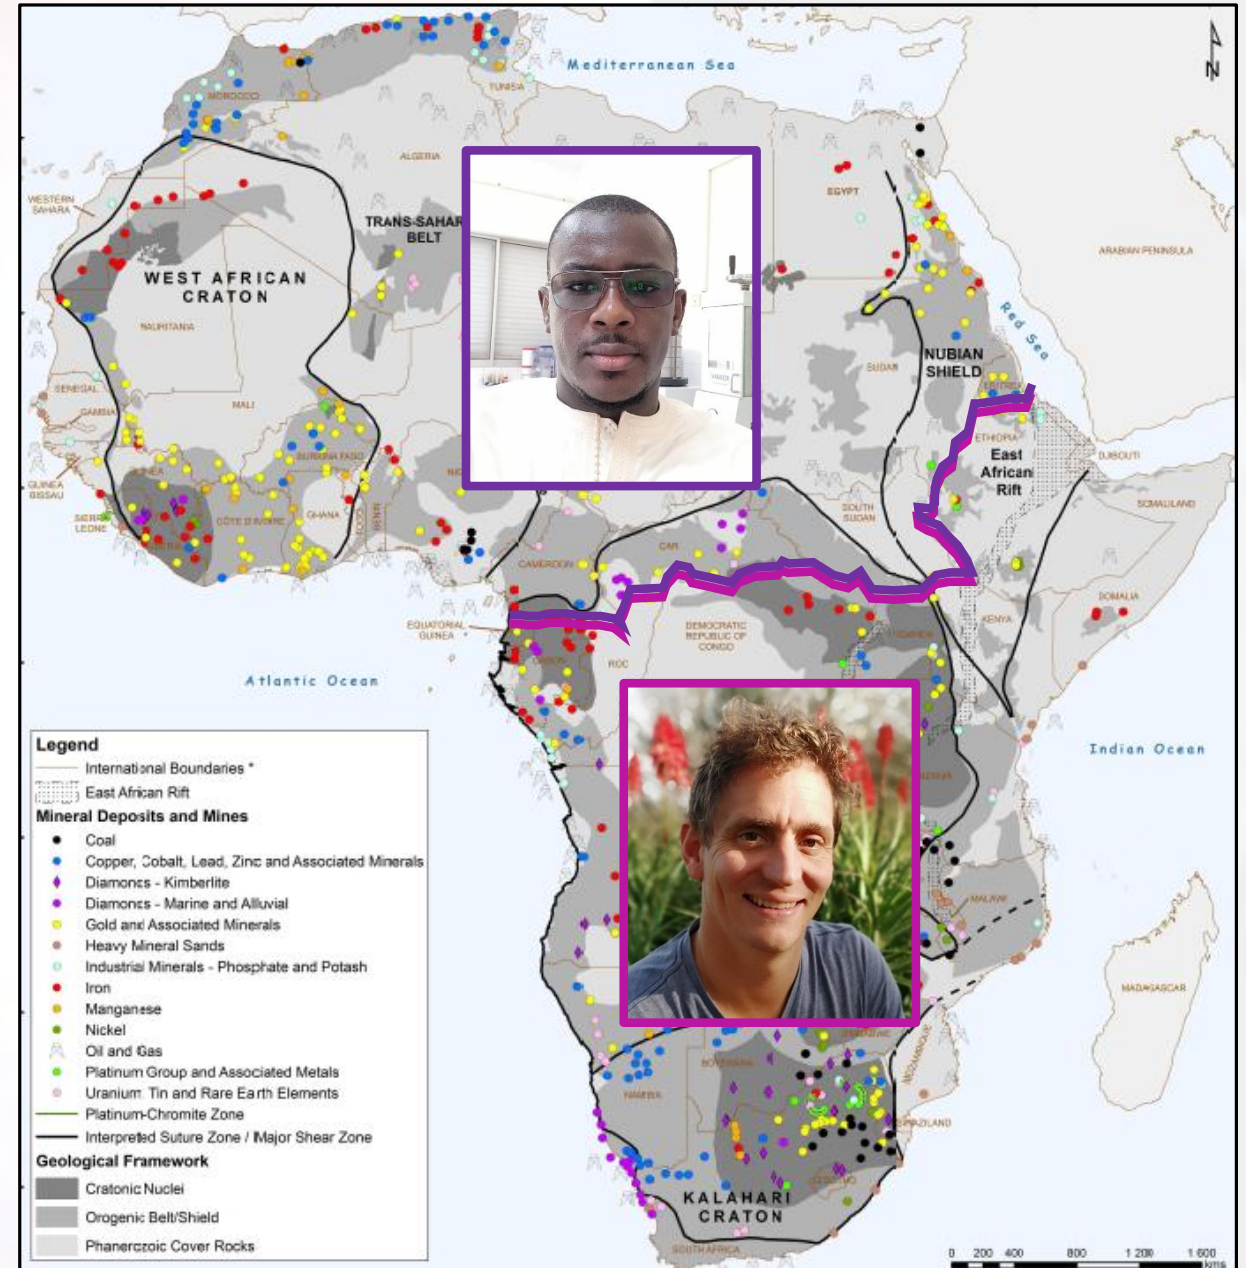 Mediterranean Sea
TUNISIA
MOROCCO
ALGERIA
EGYPT
WESTERN
SAHARA
TRANS-SAHAR
BELT
ARABIAN PENINSULA
WEST AFRICAN
CRATON
Red Sea
MAURITANIA
NUBIAN
SHIELD
SUDAN
ERITREA
SENEGAL
GAMBIA
MALI
ETHIOPIA
East
African
Rift
DJIBOUTI
BURKINA FASO
GUINEA
GUINEA
BISSAU
SOMALILAND
SIERRA
LEONE
CÔTE D'IVOIRE
GHANA
TOGO
BENIN
SOUTH
SUDAN
CAR
CAMEROON
SOMALIA
EQUATORIAL
GUINEA *
DEMOCRATIC
REPUBLIC OF
CONGO
UGANDA
KENYA
GABON
ROC
Atlantic Ocean
Indian Ocean
Legend
International Boundaries *
East African Rift
Mineral Deposits and Mines
Coal
Copper, Cobalt, Lead, Zinc and Associated Minerals
Diamonds - Kimberlite
Diamonds - Marine and Alluvial
Gold and Associated Minerals
Heavy Mineral Sands
Industrial Minerals - Phosphate and Potash
Iron
Manganese
Nickel
Oil and Gas
Platinum Group and Associated Metals
Uranium, Tin and Rare Earth Elements
Platinum-Chromite Zone
Interpreted Suture Zone / Major Shear Zone
Geological Framework
Cratonic Nuclei
Orogenic Belt/Shield
Phanerozoic Cover Rocks
MALAWI
MADAGASCAR
MOZAMBIQUE
BOTSWANA
NAMIBIA
SWAZILAND
LESOTHO
KALAHARI
CRATON
SOUTH AFRICA
0 200 400 800 1 200 1 600
kms
N